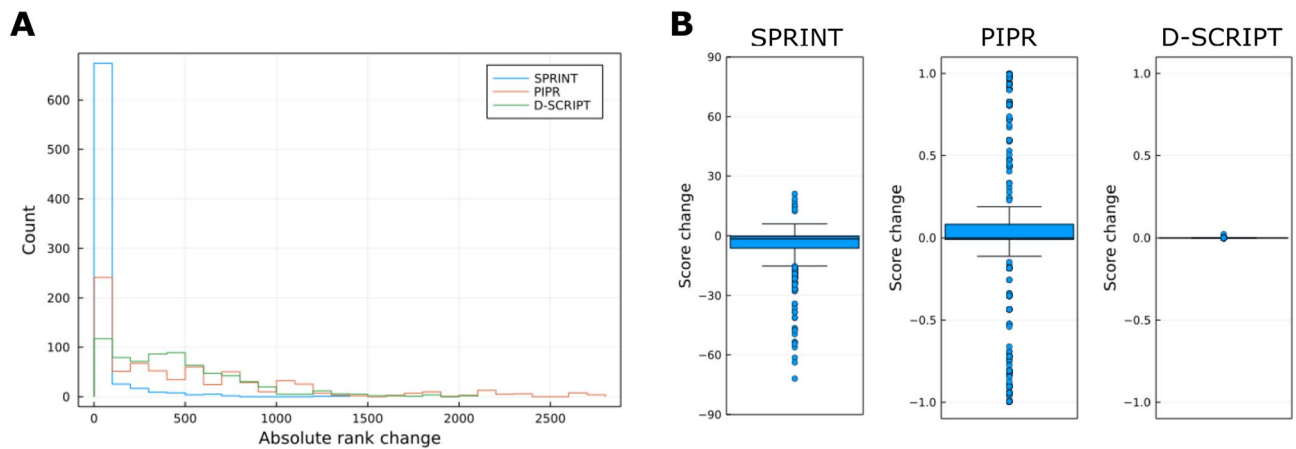 A
SPRINT
PIPR
D-SCRIPT
Count
600
500
400
300
200
100
0
0
500
1000
1500
2000
2500
Absolute rank change
B
SPRINT
Score change
90
60
30
0
−30
−60
−90
PIPR
Score change
1.0
0.5
0.0
−0.5
−1.0
D-SCRIPT
Score change
1.0
0.5
0.0
−0.5
−1.0